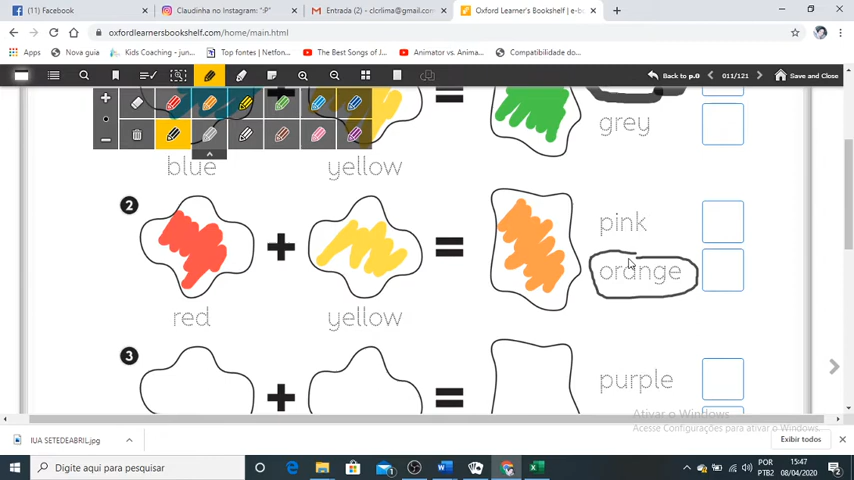 (11) Facebook
Claudinha no Instagram: ":P"
Entrada (2) - clcrlima@gmail.com
Oxford Learner's Bookshelf | e-b
oxfordlearnersbookshelf.com/home/main.html
Apps
Kids Coaching - jun...
Top fontes | Netfon...
The Best Songs of J...
Animator vs. Anima...
Compatibilidade do...
Back to p.0
011/121
Save and Close
grey
blue
yellow
2
pink
orange
red
yellow
3
purple
Ativar o Windows
Acesse Configurações para ativar o Windows.
IUA SETEDEABRIL.jpg
Exibir todos
Digite aqui para pesquisar
POR
PTB2
15:47
08/04/2020
2